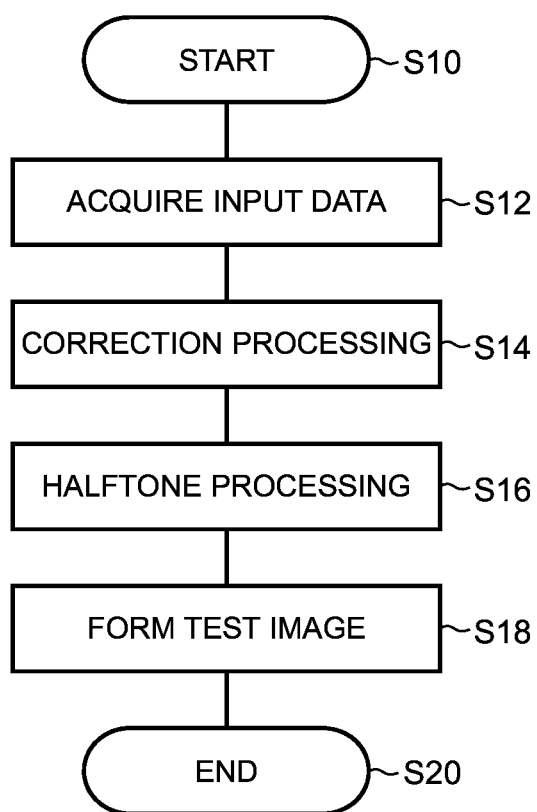 START S10
ACQUIRE INPUT DATA S12
CORRECTION PROCESSING S14
HALFTONE PROCESSING S16
FORM TEST IMAGE S18
END S20